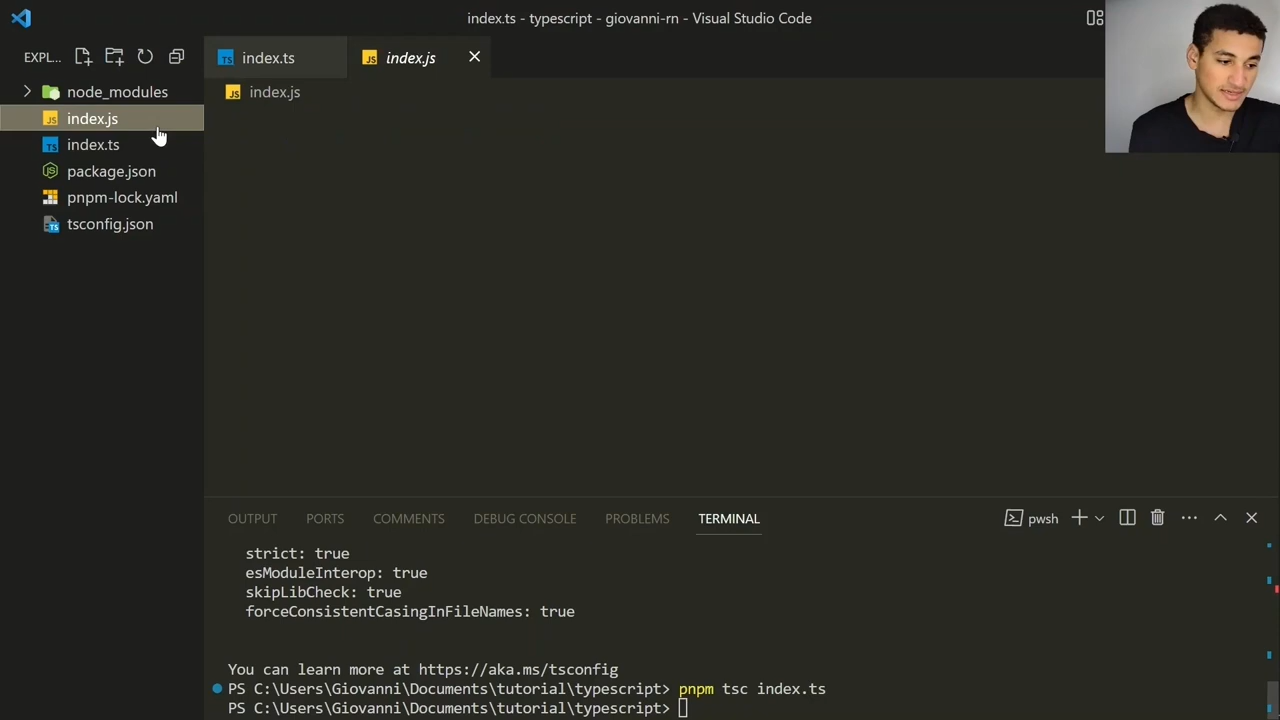 index.ts - typescript - giovanni-rn - Visual Studio Code
EXPL...
index.ts
index.js
node_modules
index.js
index.js
index.ts
package.json
pnpm-lock.yaml
tsconfig.json
OUTPUT PORTS COMMENTS DEBUG CONSOLE PROBLEMS TERMINAL
pwsh
strict: true
esModuleInterop: true
skipLibCheck: true
forceConsistentCasingInFileNames: true
You can learn more at https://aka.ms/tsconfig
PS C:\Users\Giovanni\Documents\tutorial\typescript> pnpm tsc index.ts
PS C:\Users\Giovanni\Documents\tutorial\typescript>